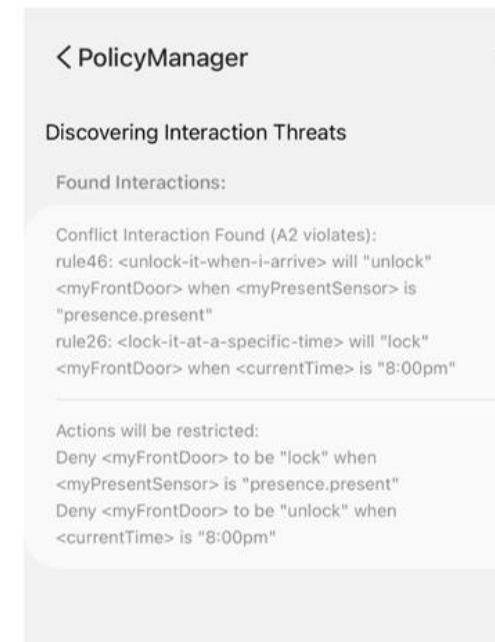 < PolicyManager
Discovering Interaction Threats
Found Interactions:
Conflict Interaction Found (A2 violates):
rule46: <unlock-it-when-i-arrive> will "unlock"
<myFrontDoor> when <myPresentSensor> is
"presence.present"
rule26: <lock-it-at-a-specific-time> will "lock"
<myFrontDoor> when <currentTime> is "8:00pm"
Actions will be restricted:
Deny <myFrontDoor> to be "lock" when
<myPresentSensor> is "presence.present"
Deny <myFrontDoor> to be "unlock" when
<currentTime> is "8:00pm"